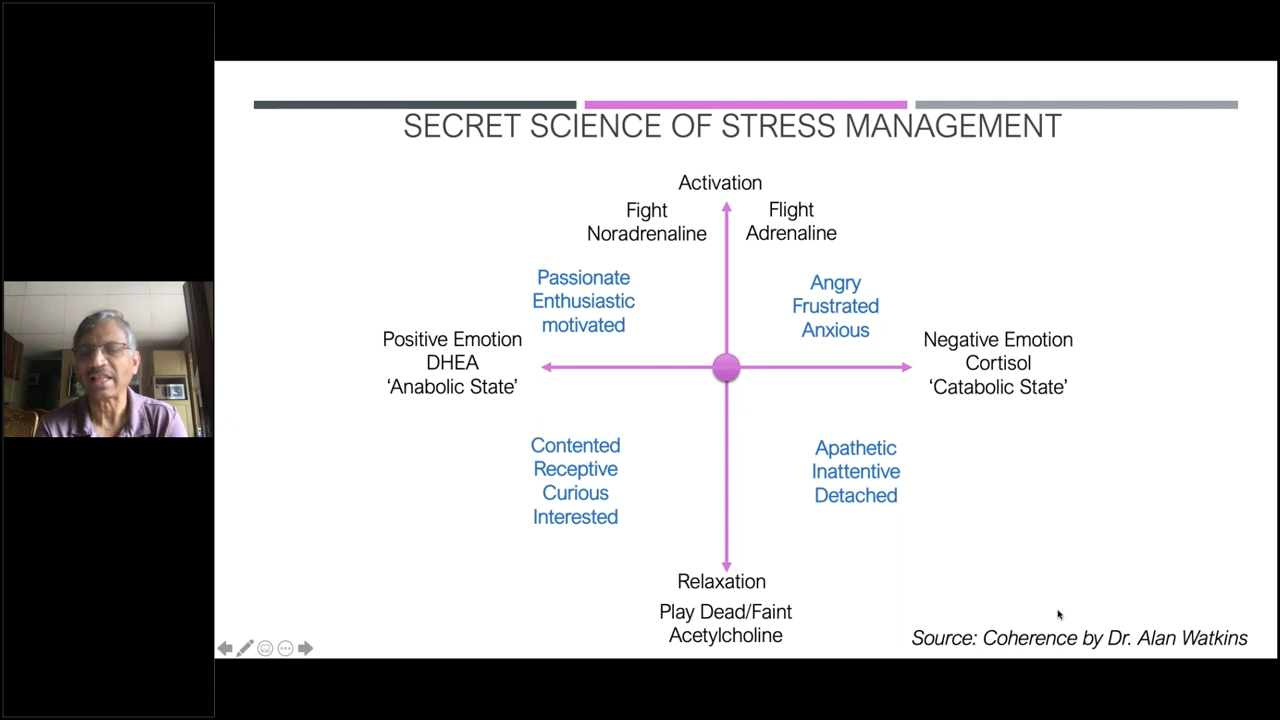 SECRET SCIENCE OF STRESS MANAGEMENT
Activation
Fight
Noradrenaline
Flight
Adrenaline
Passionate
Enthusiastic
motivated
Angry
Frustrated
Anxious
Positive Emotion
DHEA
‘Anabolic State’
Negative Emotion
Cortisol
‘Catabolic State’
Contented
Receptive
Curious
Interested
Apathetic
Inattentive
Detached
Relaxation
Play Dead/Faint
Acetylcholine
Source: Coherence by Dr. Alan Watkins